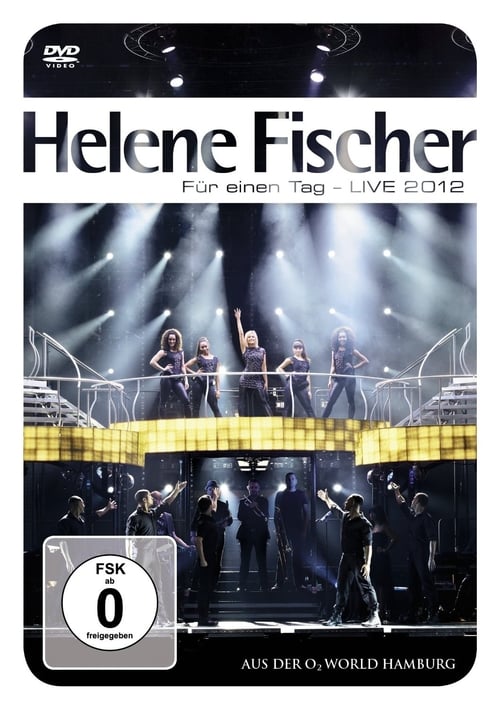 DVD
VIDEO
Helene Fischer
Für einen Tag – LIVE 2012
FSK
ab
0
freigegeben
AUS DER O₂ WORLD HAMBURG